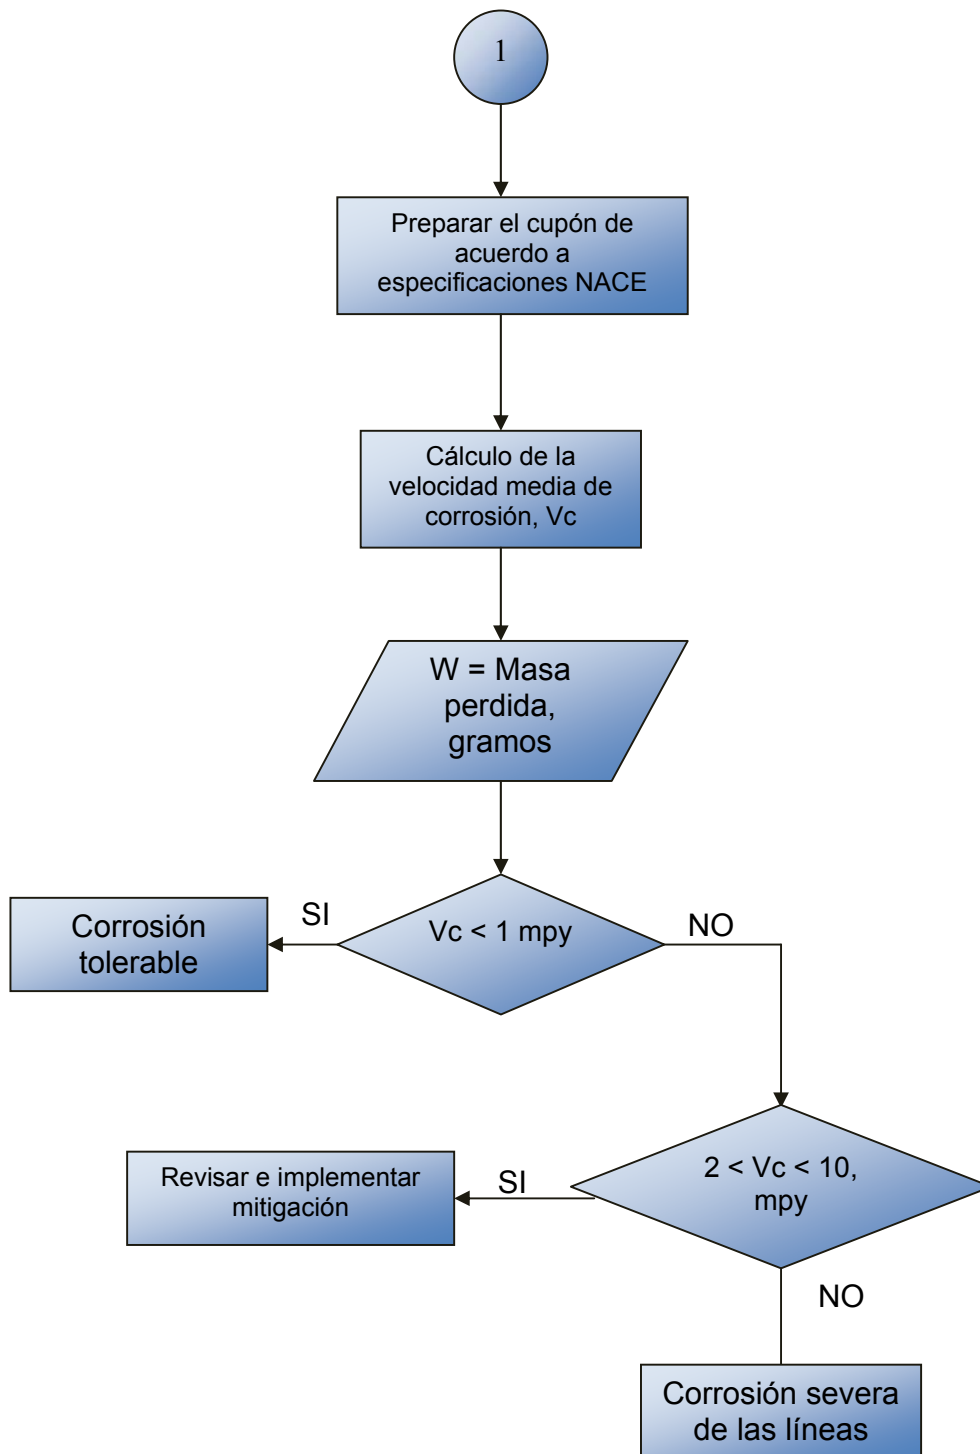 1
Preparar el cupón de
acuerdo a
especificaciones NACE
Cálculo de la
velocidad media de
corrosión, Vc
W = Masa
perdida,
gramos
Vc < 1 mpy
SI
NO
Corrosión
tolerable
2 < Vc < 10,
mpy
SI
Revisar e implementar
mitigación
NO
Corrosión severa
de las líneas